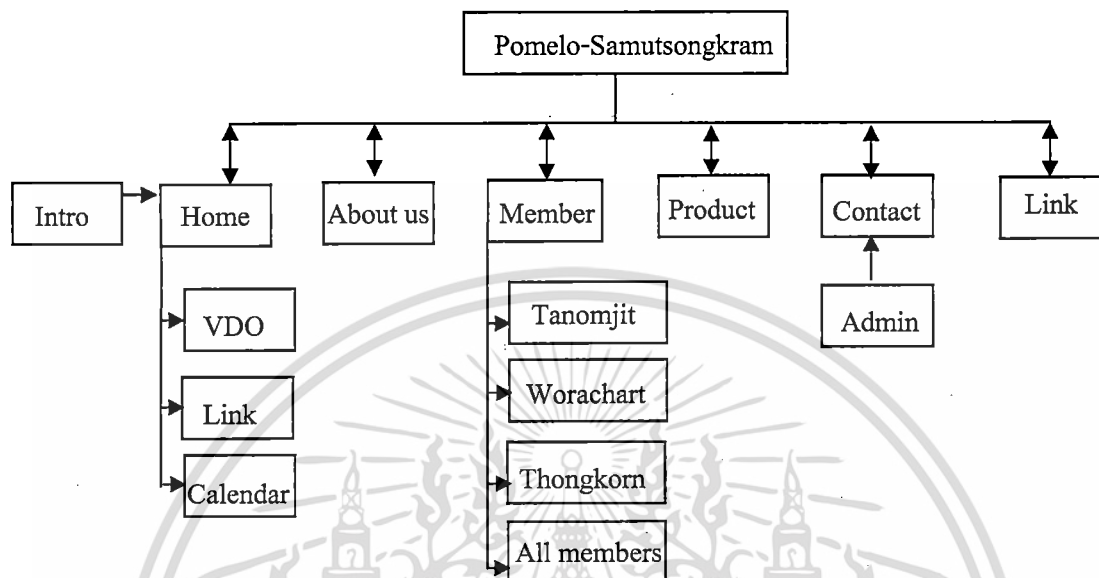 Pomelo-Samutsongkram
Intro
Home
About us
Member
Product
Contact
Link
VDO
Link
Calendar
Tanomjit
Worachart
Thongkorn
All members
Admin